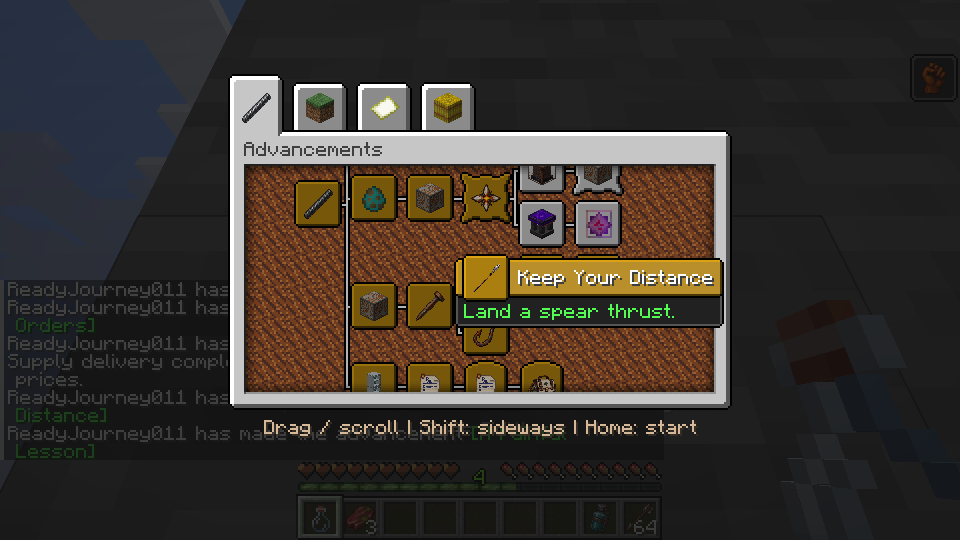 Advancements
Keep Your Distance
Land a spear thrust.
ReadyJourney011 has
ReadyJourney011 has
Orders]
ReadyJourney011 has
Supply delivery compl
prices.
ReadyJourney011 has
Distance]
ReadyJourney011 has made the advancement
Lesson]
Drag / scroll | Shift: sideways | Home: start
4
3
64